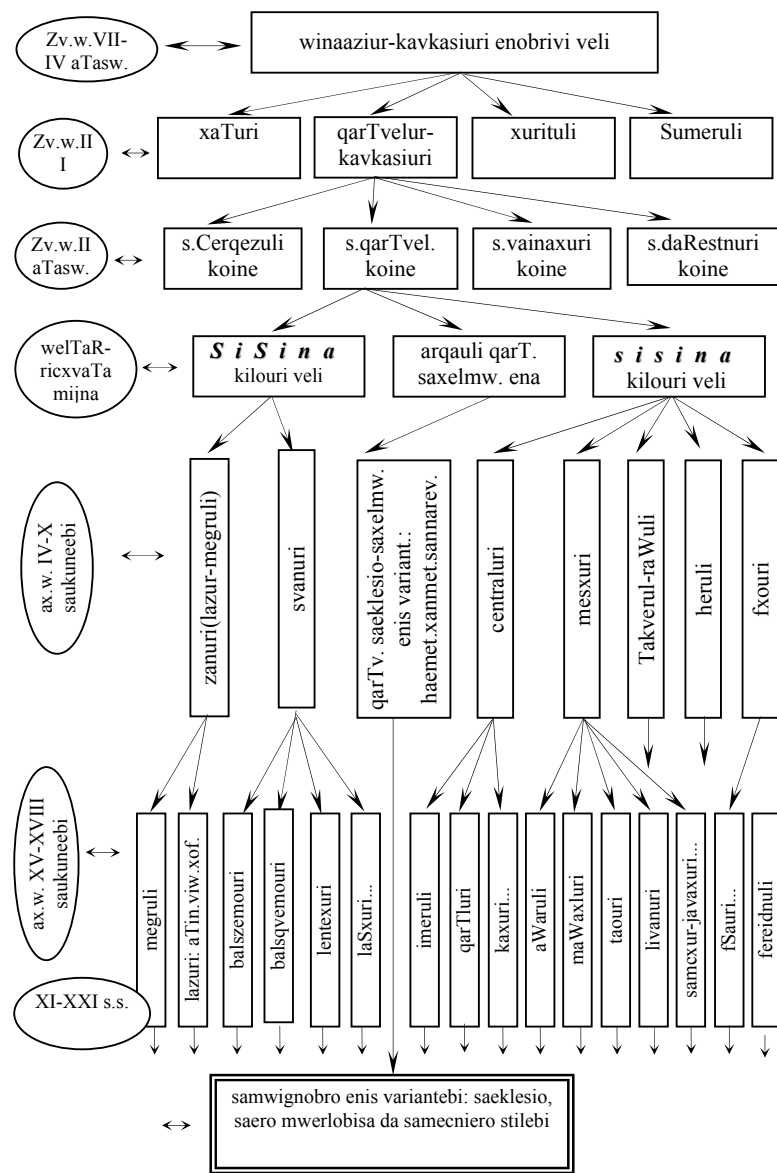 Zv.w.VII-
IV aTasw.
winaaziur-kavkasiuri enobrivi veli
Zv.w.II
I
xaTuri
qarTvelur-
kavkasiuri
xurituli
Sumeruli
Zv.w.II
aTasw.
s.Cerqezuli
koine
s.qarTvel.
koine
s.vainaxuri
koine
s.daRestnuri
koine
welTaR-
ricxvaTa
mijna
S i S i n a
kilouri veli
arqauli qarT.
saxelmw. ena
s i s i n a
kilouri veli
ax.w. IV-X
saukuneebi
zanuri(lazur-megruli)
svanuri
qarTv. saeklesio-saxelmw.
enis variant.:
haemet.xanmet.sannarev.
centraluri
mesxuri
Takverul-raWuli
heruli
fxouri
ax.w. XV-XVIII
saukuneebi
megruli
lazuri: aTin.viw.xof.
balszemouri
balsqvemouri
lentexuri
laSxuri...
imeruli
qarTluri
kaxuri...
aWaruli
maWaxluri
taouri
livanuri
samcxur-javaxuri...
fSauri...
fereidnuli
XI-XXI s.s.
samwignobro enis variantebi: saeklesio,
saero mwerlobisa da samecniero stilebi